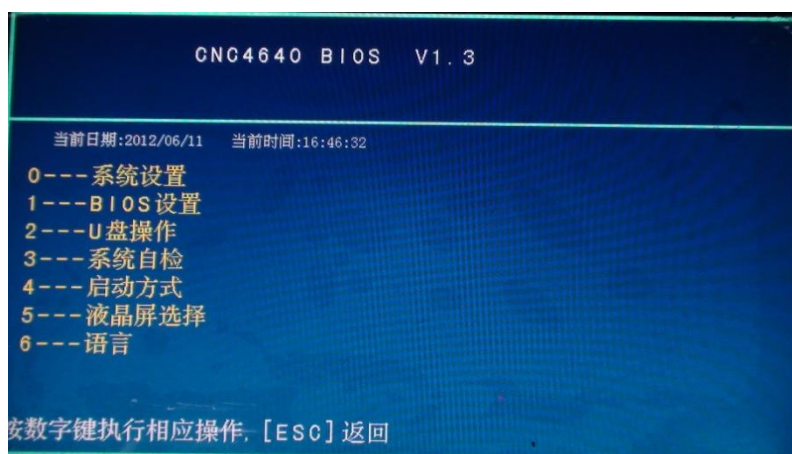 CNC4640 BIOS V1.3
当前日期:2012/06/11 当前时间:16:46:32
0---系统设置
1---BIOS设置
2---U盘操作
3---系统自检
4---启动方式
5---液晶屏选择
6---语言
按数字键执行相应操作,[ESC]返回